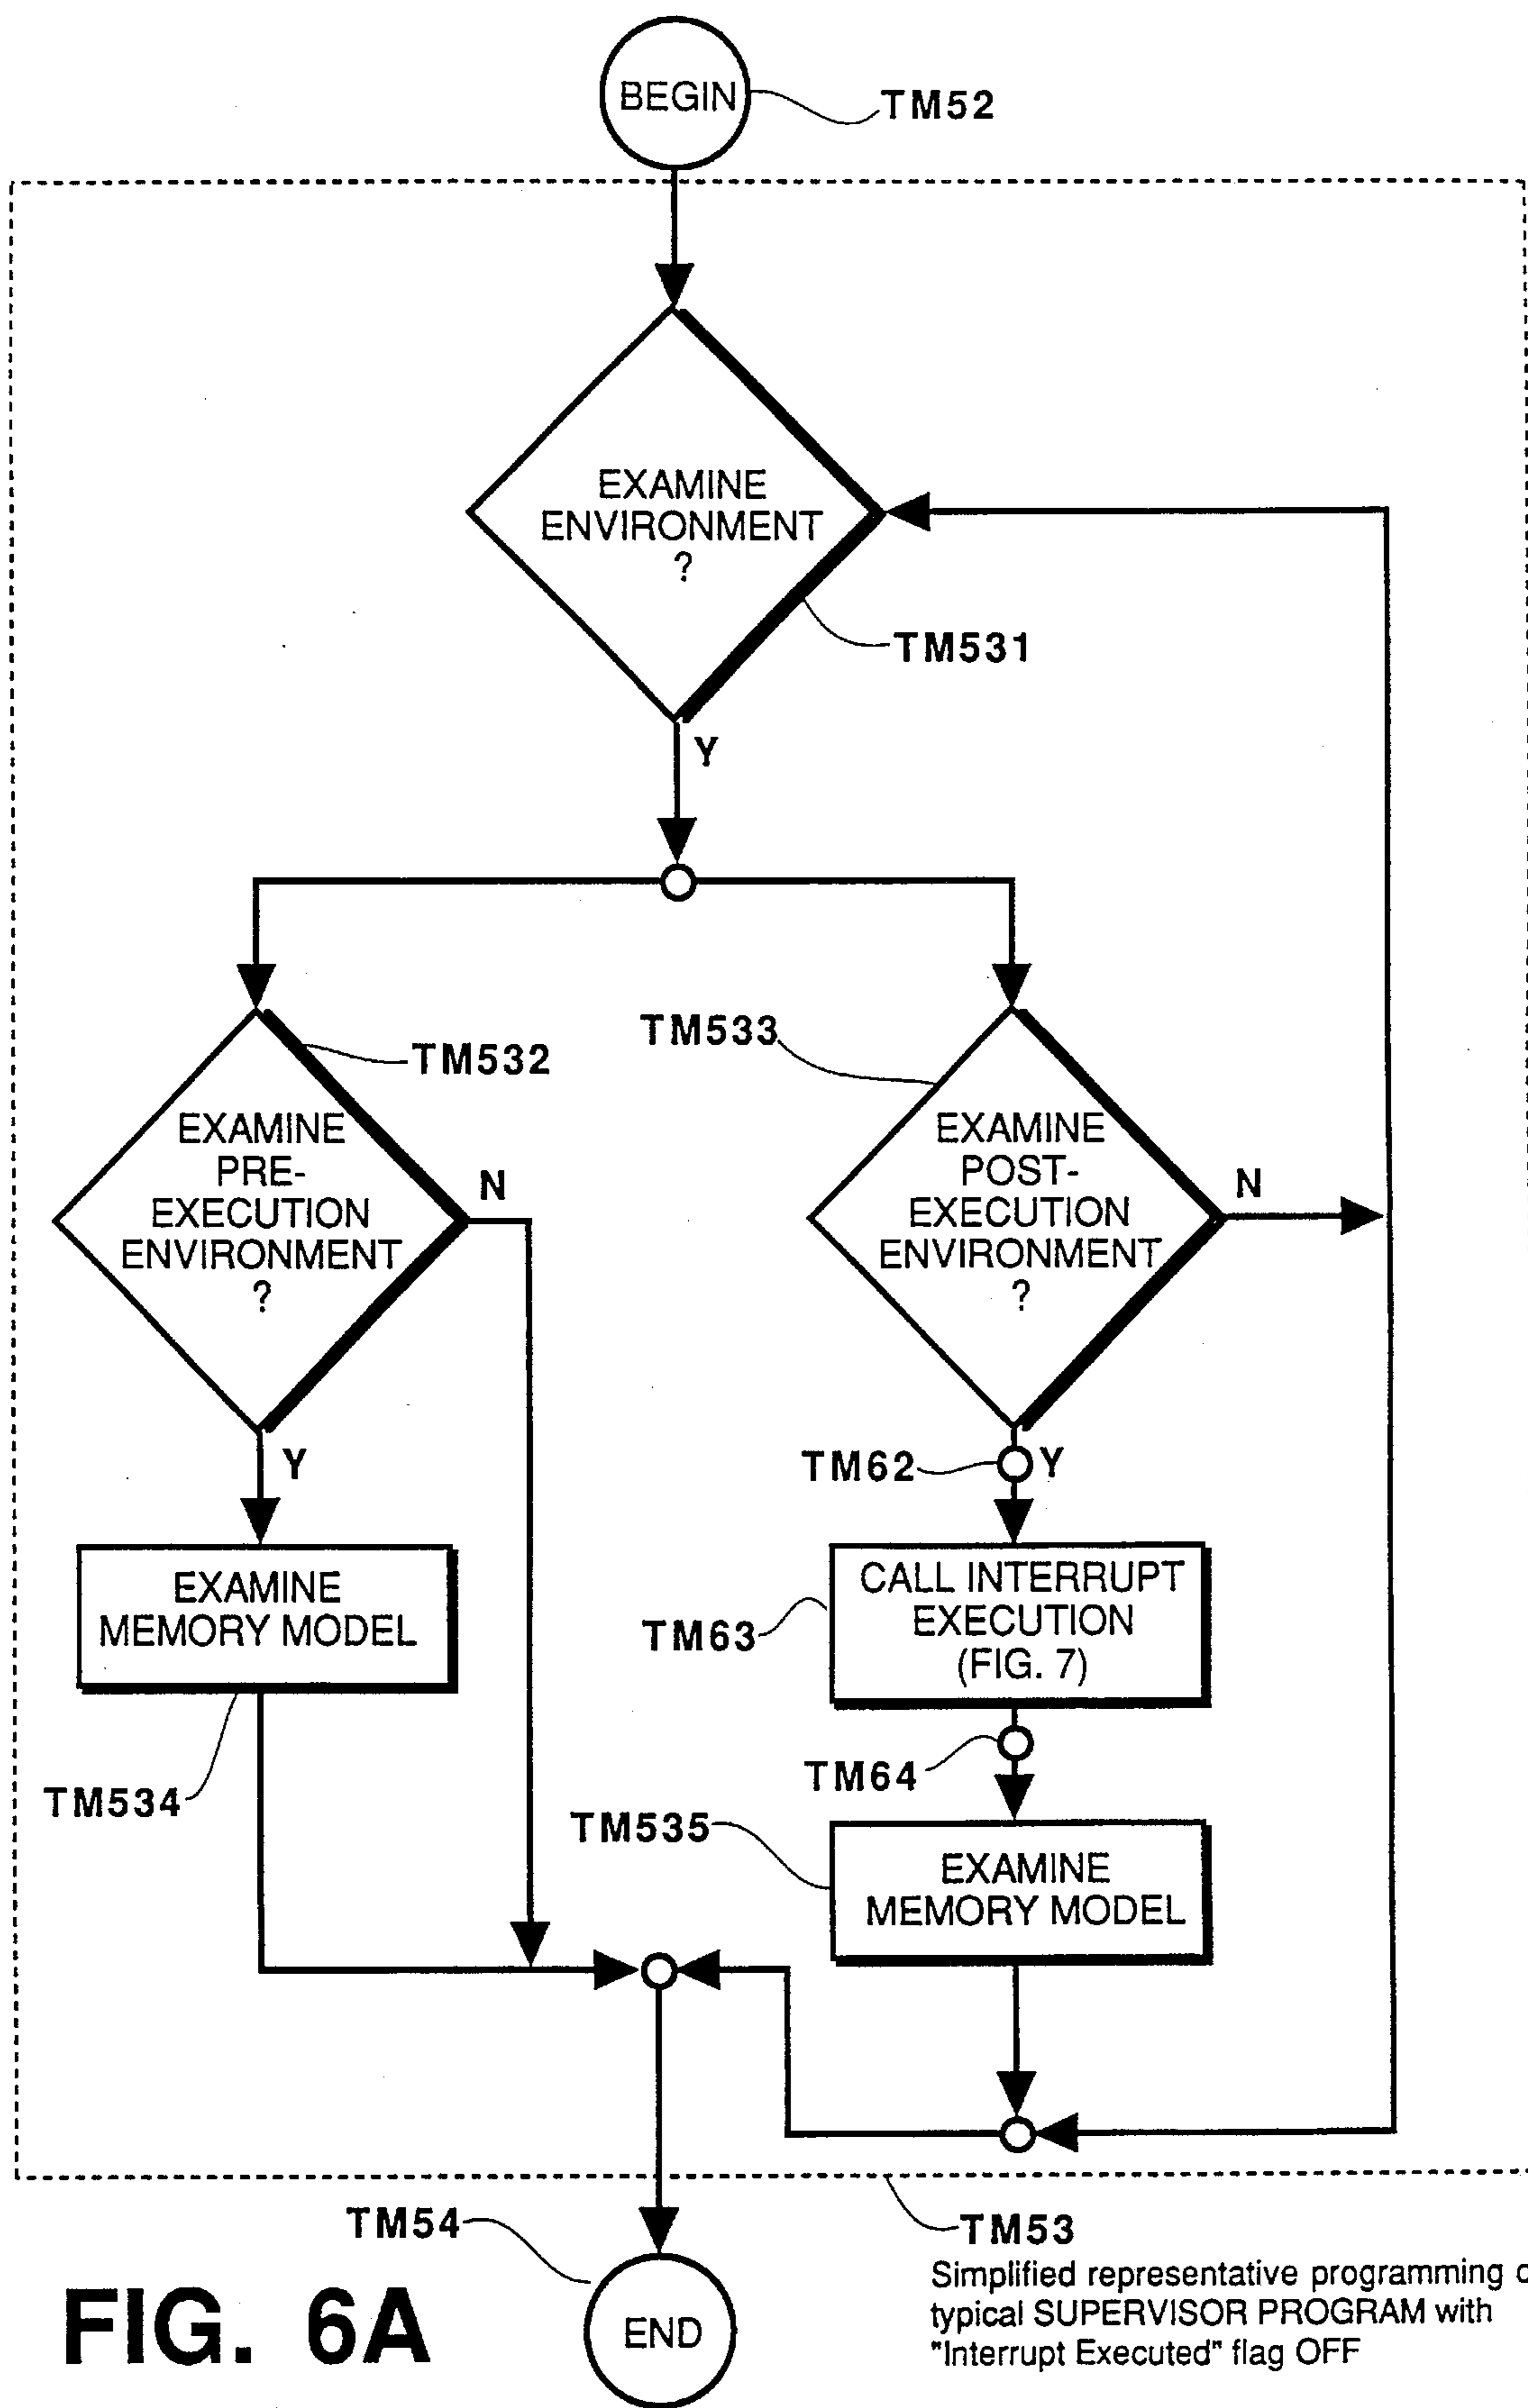 BEGIN
TM52
EXAMINE
ENVIRONMENT
?
TM531
Y
TM532
TM533
EXAMINE
PRE-
EXECUTION
ENVIRONMENT
?
N
EXAMINE
POST-
EXECUTION
ENVIRONMENT
?
N
Y
TM62
Y
EXAMINE
MEMORY MODEL
CALL INTERRUPT
EXECUTION
(FIG. 7)
TM63
TM534
TM64
TM535
EXAMINE
MEMORY MODEL
TM54
TM53
END
Simplified representative programming
typical SUPERVISOR PROGRAM with
"Interrupt Executed" flag OFF
FIG. 6A